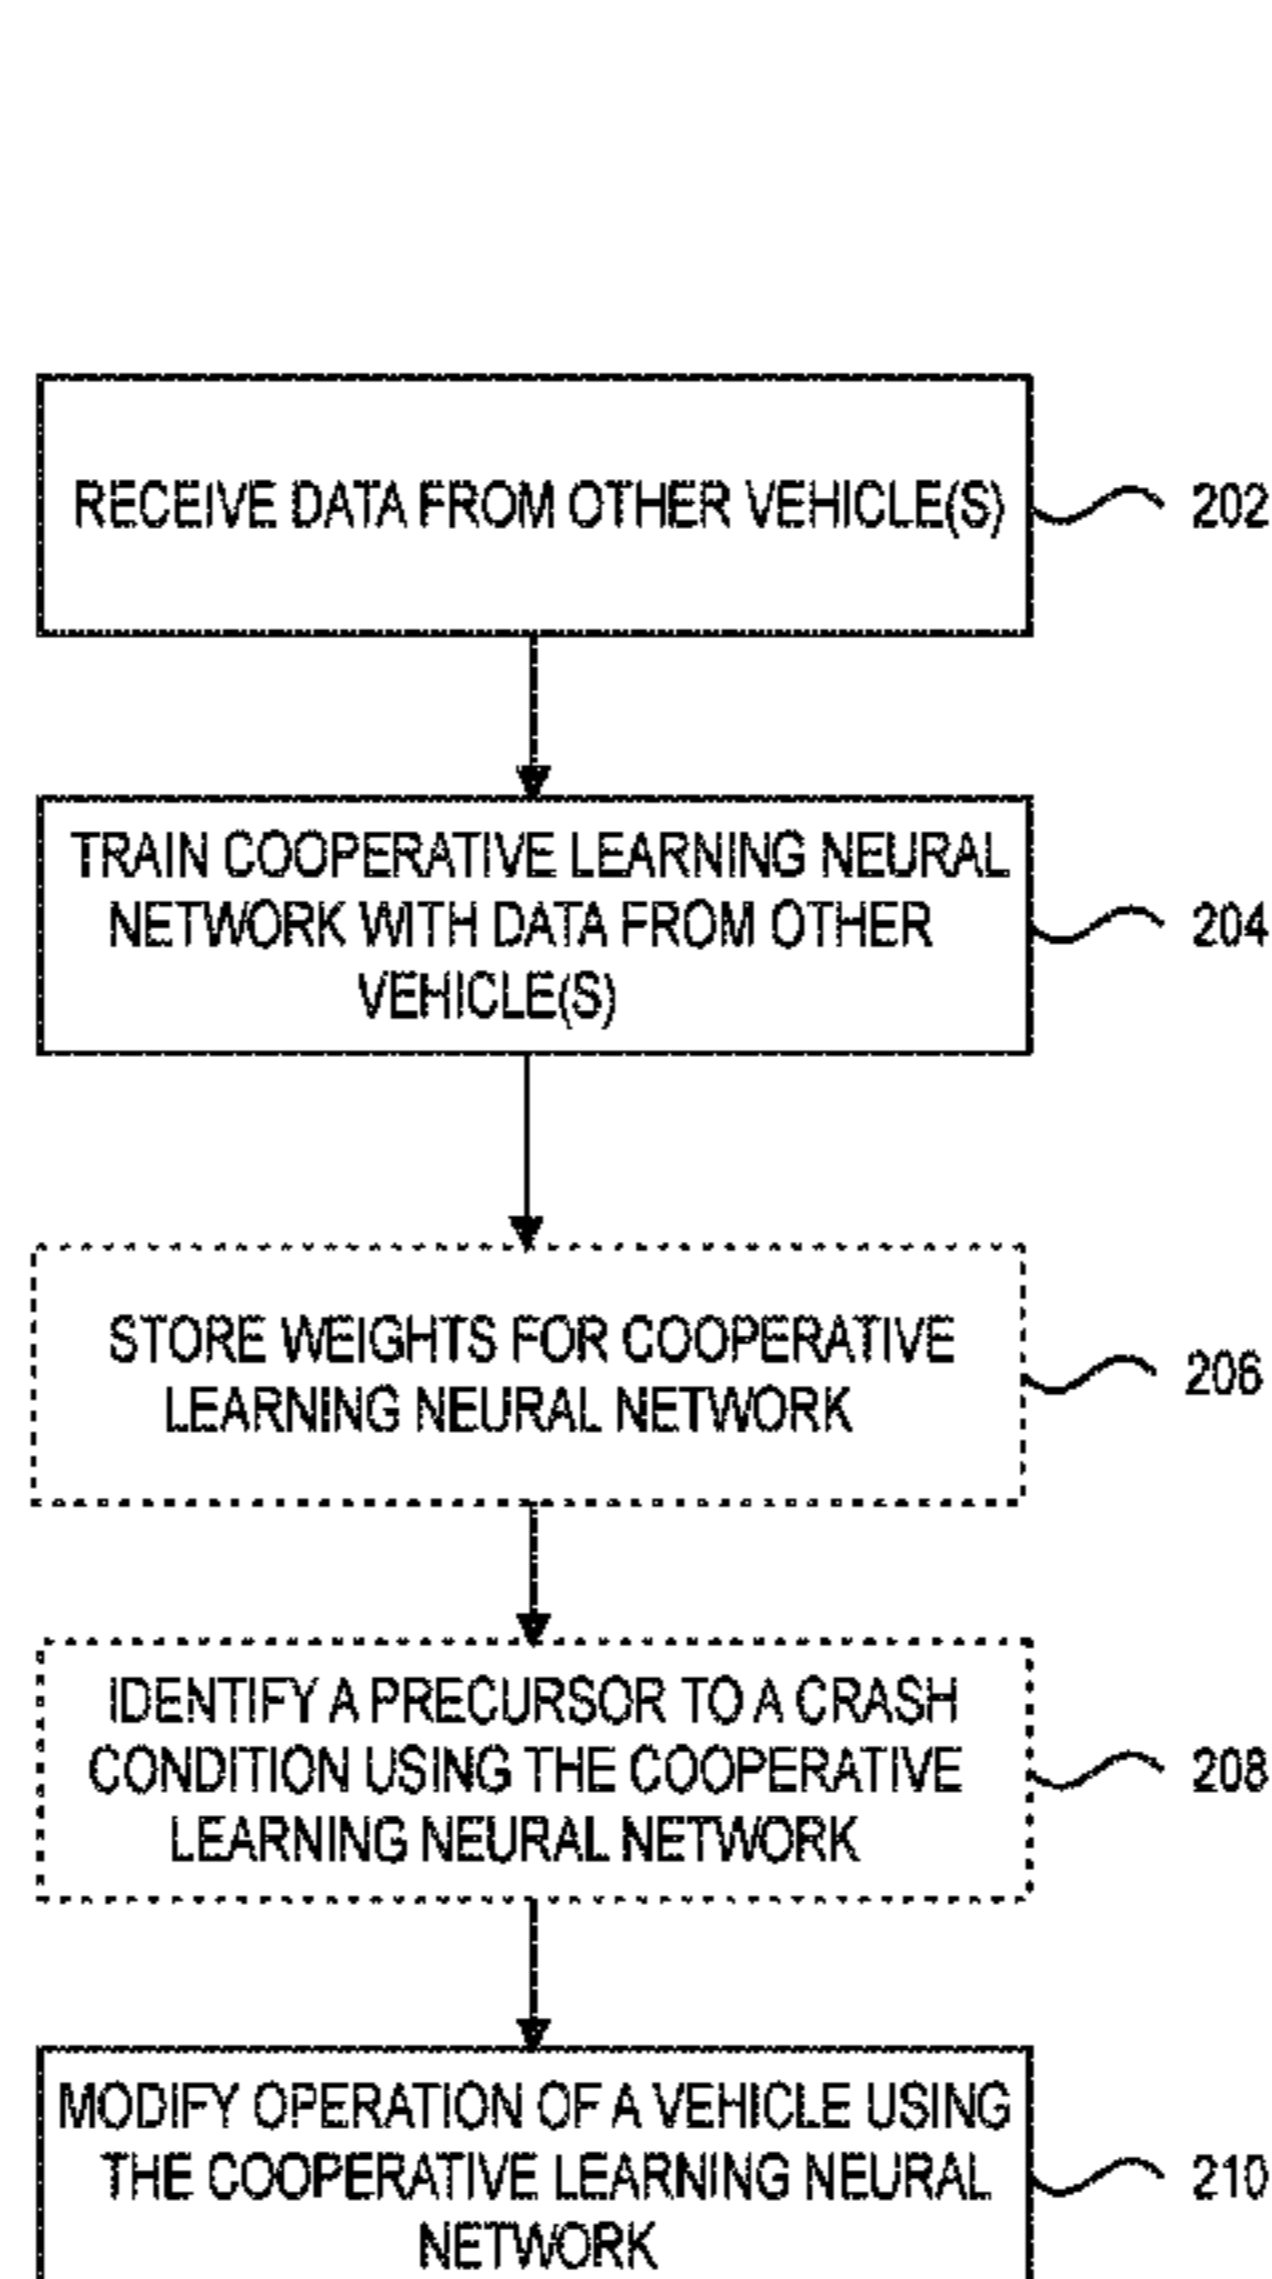 RECEIVE DATA FROM OTHER VEHICLE(S)
202
TRAIN COOPERATIVE LEARNING NEURAL
NETWORK WITH DATA FROM OTHER
VEHICLE(S)
204
STORE WEIGHTS FOR COOPERATIVE
LEARNING NEURAL NETWORK
206
IDENTIFY A PRECURSOR TO A CRASH
CONDITION USING THE COOPERATIVE
LEARNING NEURAL NETWORK
208
MODIFY OPERATION OF A VEHICLE USING
THE COOPERATIVE LEARNING NEURAL
NETWORK
210